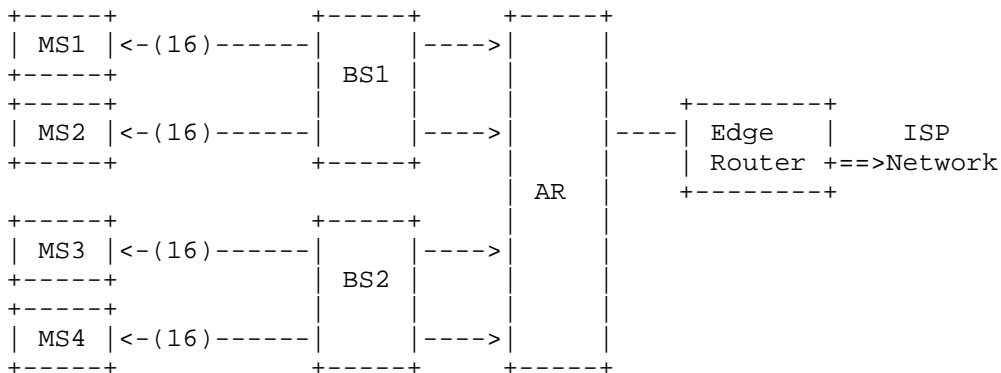 +-----+                   +-----+     +-----+
| MS1 |<-(16)------|     |---->|     |
+-----+                   | BS1 |     |     |
+-----+                   |     |     |     |    +--------+
| MS2 |<-(16)------|     |---->|     |----| Edge   |    ISP
+-----+                   +-----+     |     |    | Router +==>Network
| AR  |    +--------+
+-----+                   +-----+     |     |
| MS3 |<-(16)------|     |---->|     |
+-----+                   | BS2 |     |     |
+-----+                   |     |     |     |
| MS4 |<-(16)------|     |---->|     |
+-----+                   +-----+     +-----+